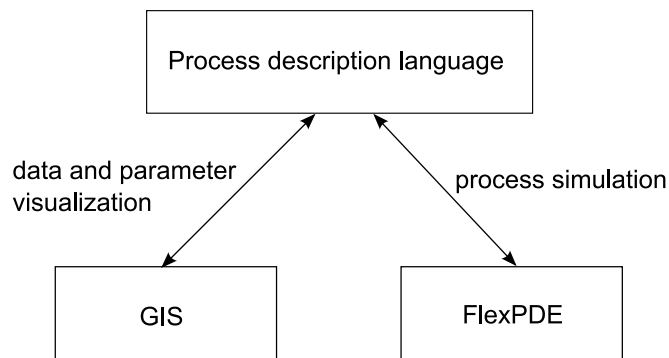 Process description language
data and parameter
visualization
process simulation
GIS
FlexPDE